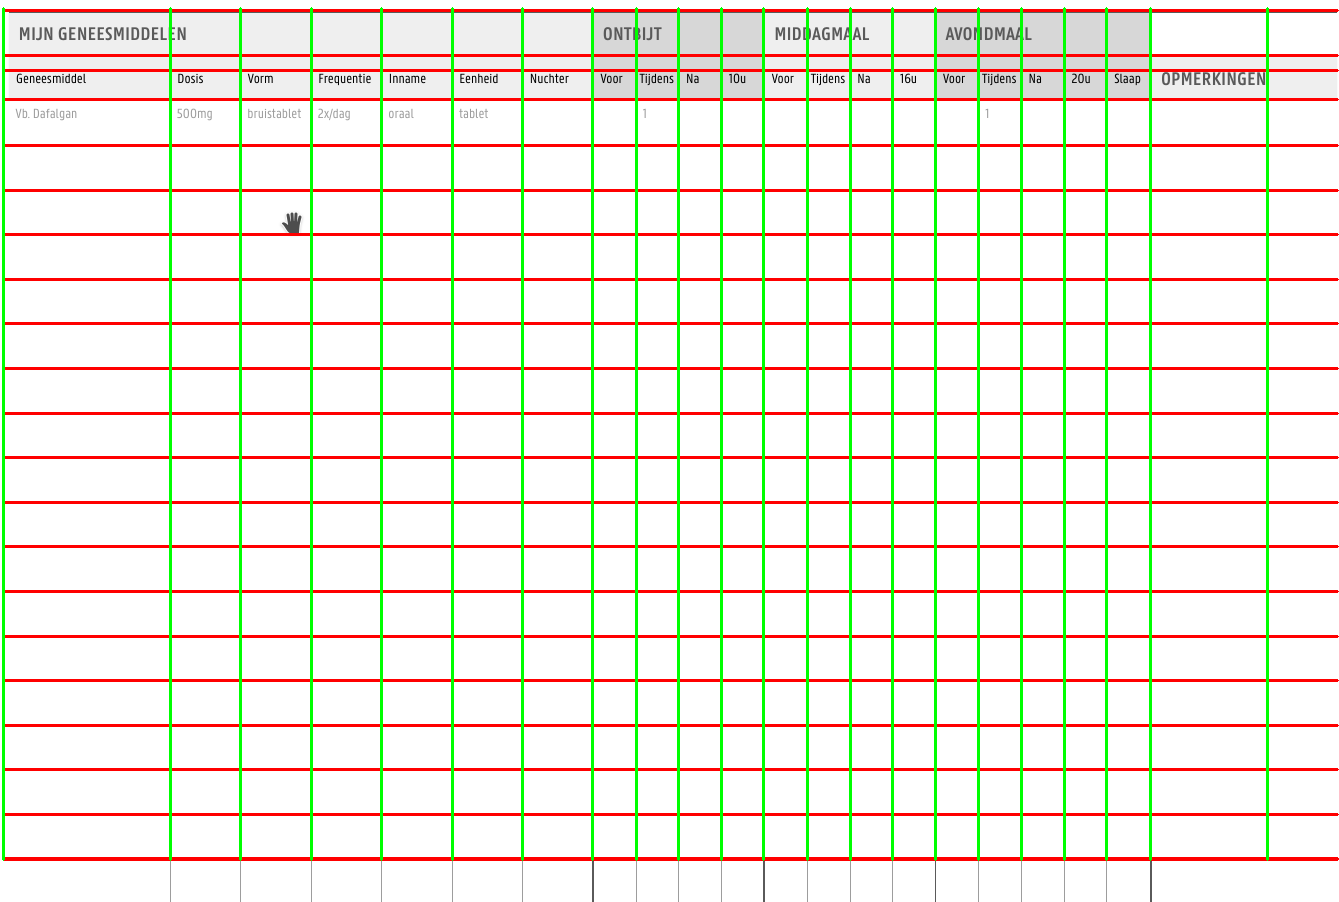 MIJN GENEESMIDDELEN ONTBIJT MIDDAGMAAL AVONDMAAL
Geneesmiddel Dosis Vorm Frequentie Inname Eenheid Nuchter Voor Tijdens Na 10u Voor Tijdens Na 16u Voor Tijdens Na 20u Slaap OPMERKINGEN
Vb. Dafalgan 500mg bruistablet 2x/dag oraal tablet 1 1